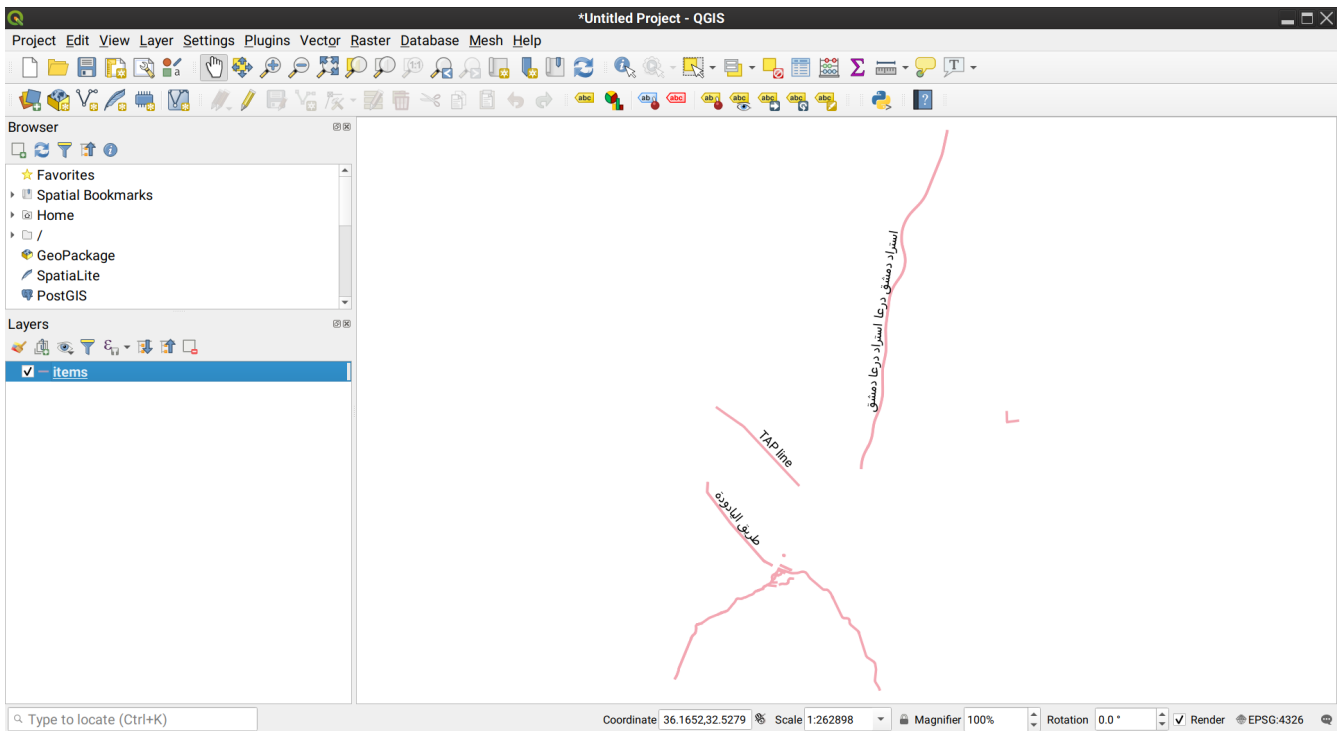 *Untitled Project - QGIS
Project Edit View Layer Settings Plugins Vector Raster Database Mesh Help
Browser
Favorites
Spatial Bookmarks
Home
/
GeoPackage
SpatiaLite
PostGIS
Layers
items
استراد دمشق درعا استراد درعا دمشق
TAP line
طريق اليادودة
Type to locate (Ctrl+K)
Coordinate 36.1652,32.5279 Scale 1:262898 Magnifier 100% Rotation 0.0 ° Render EPSG:4326